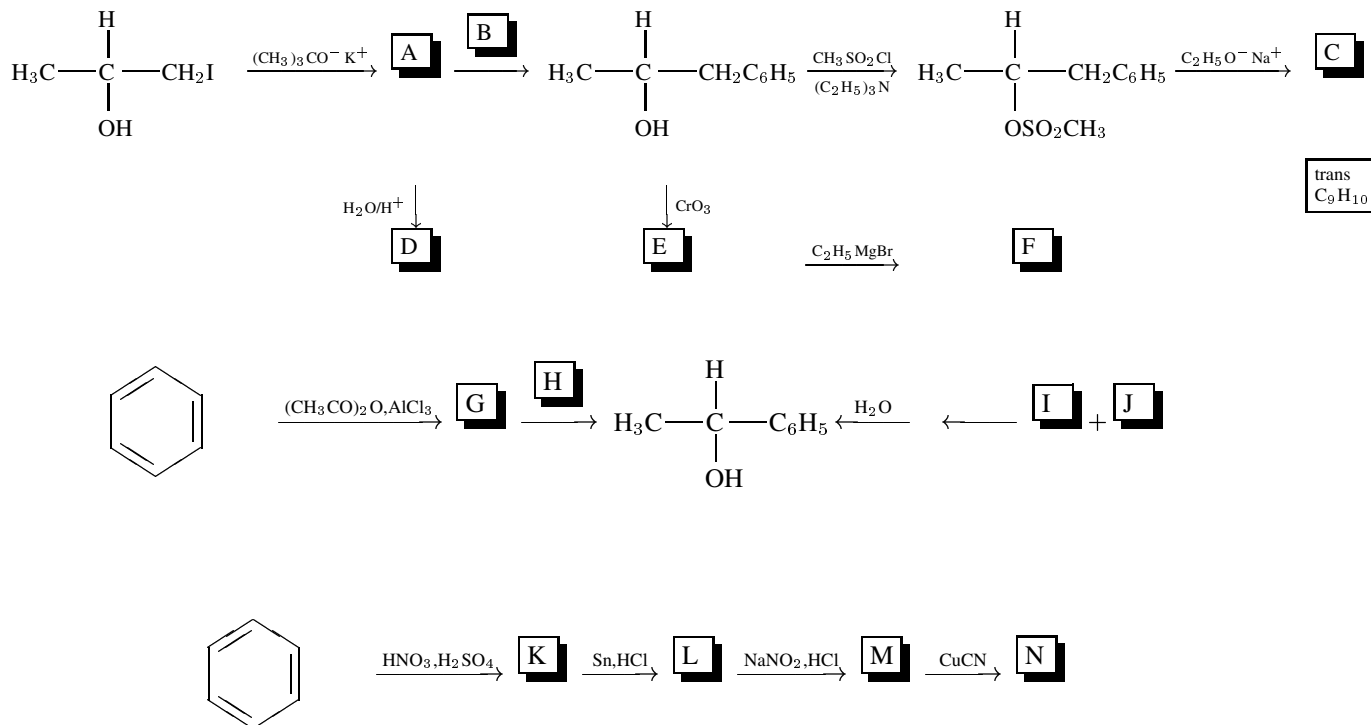 H
H3C C CH2I
OH
(CH3)3CO− K+
A
B
H
H3C C CH2C6H5
OH
CH3SO2Cl
(C2H5)3N
H
H3C C CH2C6H5
OSO2CH3
C2H5O− Na+
C
trans
C9H10
H2O/H+
D
CrO3
E
C2H5MgBr
F
(CH3CO)2O,AlCl3
G
H
H
H3C C C6H5
OH
H2O
I + J
HNO3,H2SO4
K
Sn,HCl
L
NaNO2,HCl
M
CuCN
N